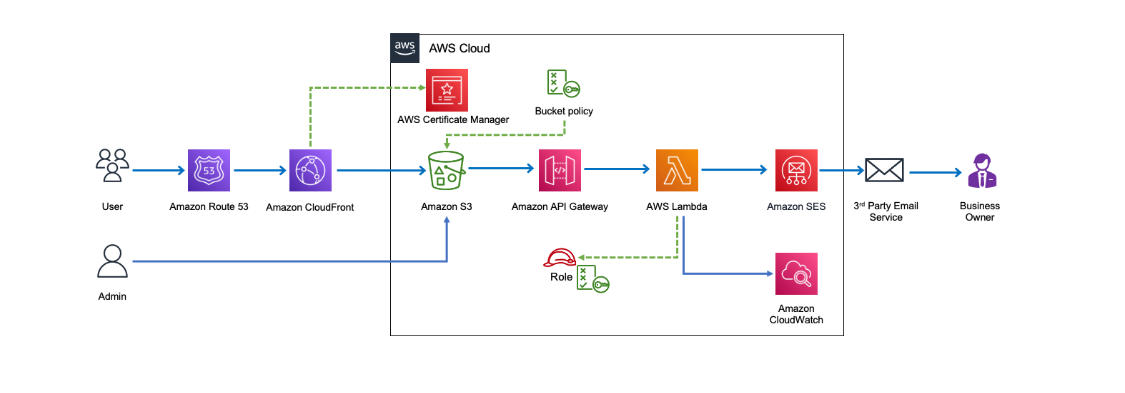 aws
AWS Cloud
AWS Certificate Manager
Bucket policy
53
User
Amazon Route 53
Amazon CloudFront
Amazon S3
Amazon API Gateway
AWS Lambda
Amazon SES
3rd Party Email
Service
Business
Owner
Role
Admin
Amazon
CloudWatch